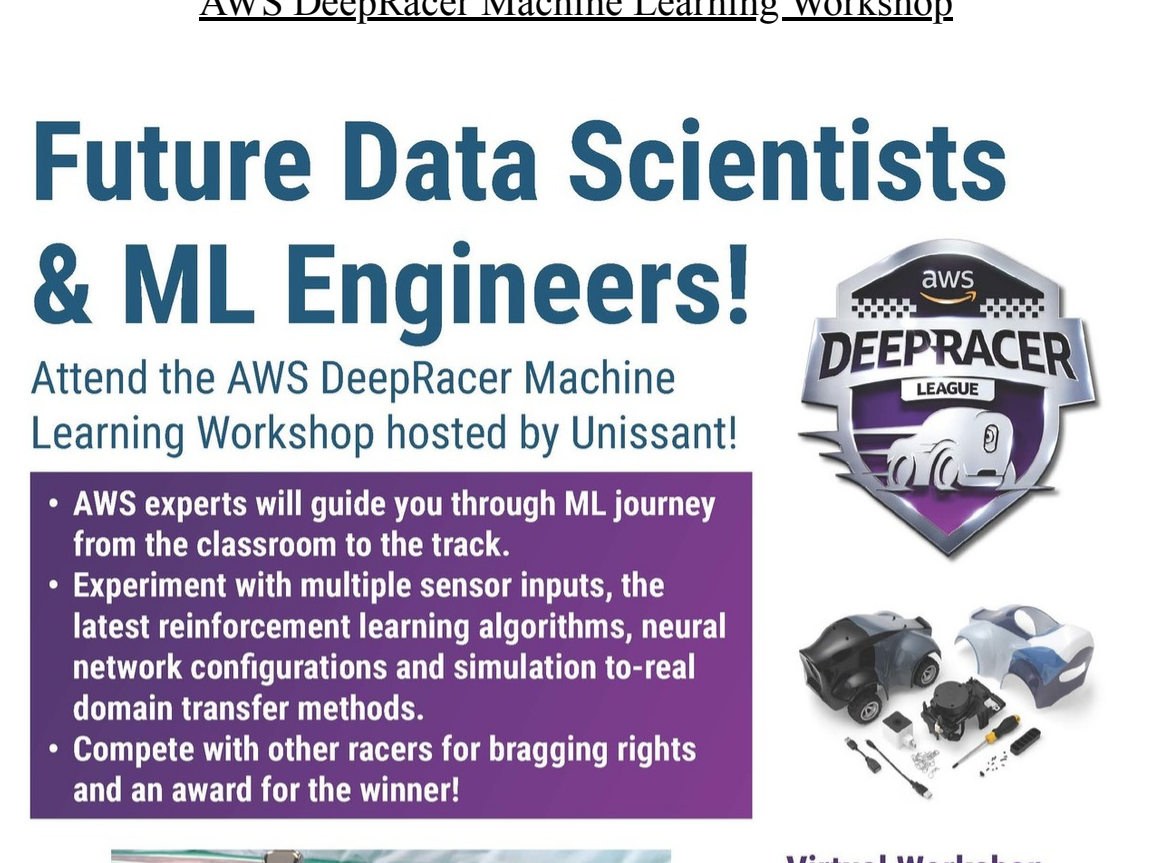 AWS DeepRacer Machine Learning Workshop
Future Data Scientists
& ML Engineers!
Attend the AWS DeepRacer Machine
Learning Workshop hosted by Unissant!
• AWS experts will guide you through ML journey
from the classroom to the track.
• Experiment with multiple sensor inputs, the
latest reinforcement learning algorithms, neural
network configurations and simulation to-real
domain transfer methods.
• Compete with other racers for bragging rights
and an award for the winner!
aws
DEEPRACER
LEAGUE
Virtual Workshop